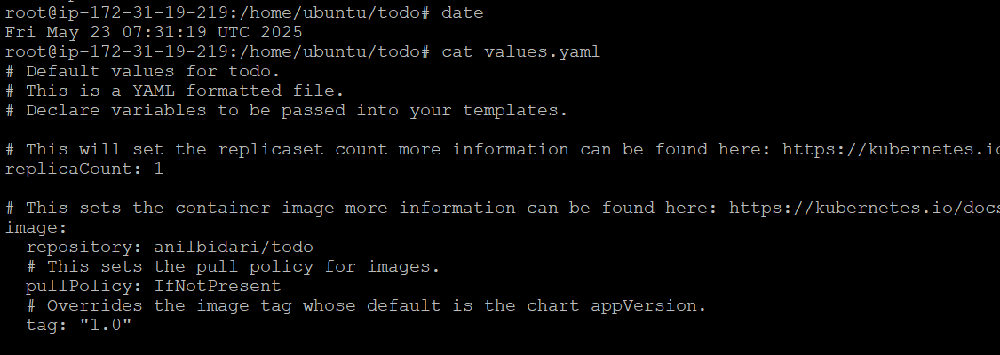 root@ip-172-31-19-219:/home/ubuntu/todo# date
Fri May 23 07:31:19 UTC 2025
root@ip-172-31-19-219:/home/ubuntu/todo# cat values.yaml
# Default values for todo.
# This is a YAML-formatted file.
# Declare variables to be passed into your templates.

# This will set the replicaset count more information can be found here: https://kubernetes.io
replicaCount: 1

# This sets the container image more information can be found here: https://kubernetes.io/docs
image:
  repository: anilbidari/todo
  # This sets the pull policy for images.
  pullPolicy: IfNotPresent
  # Overrides the image tag whose default is the chart appVersion.
  tag: "1.0"